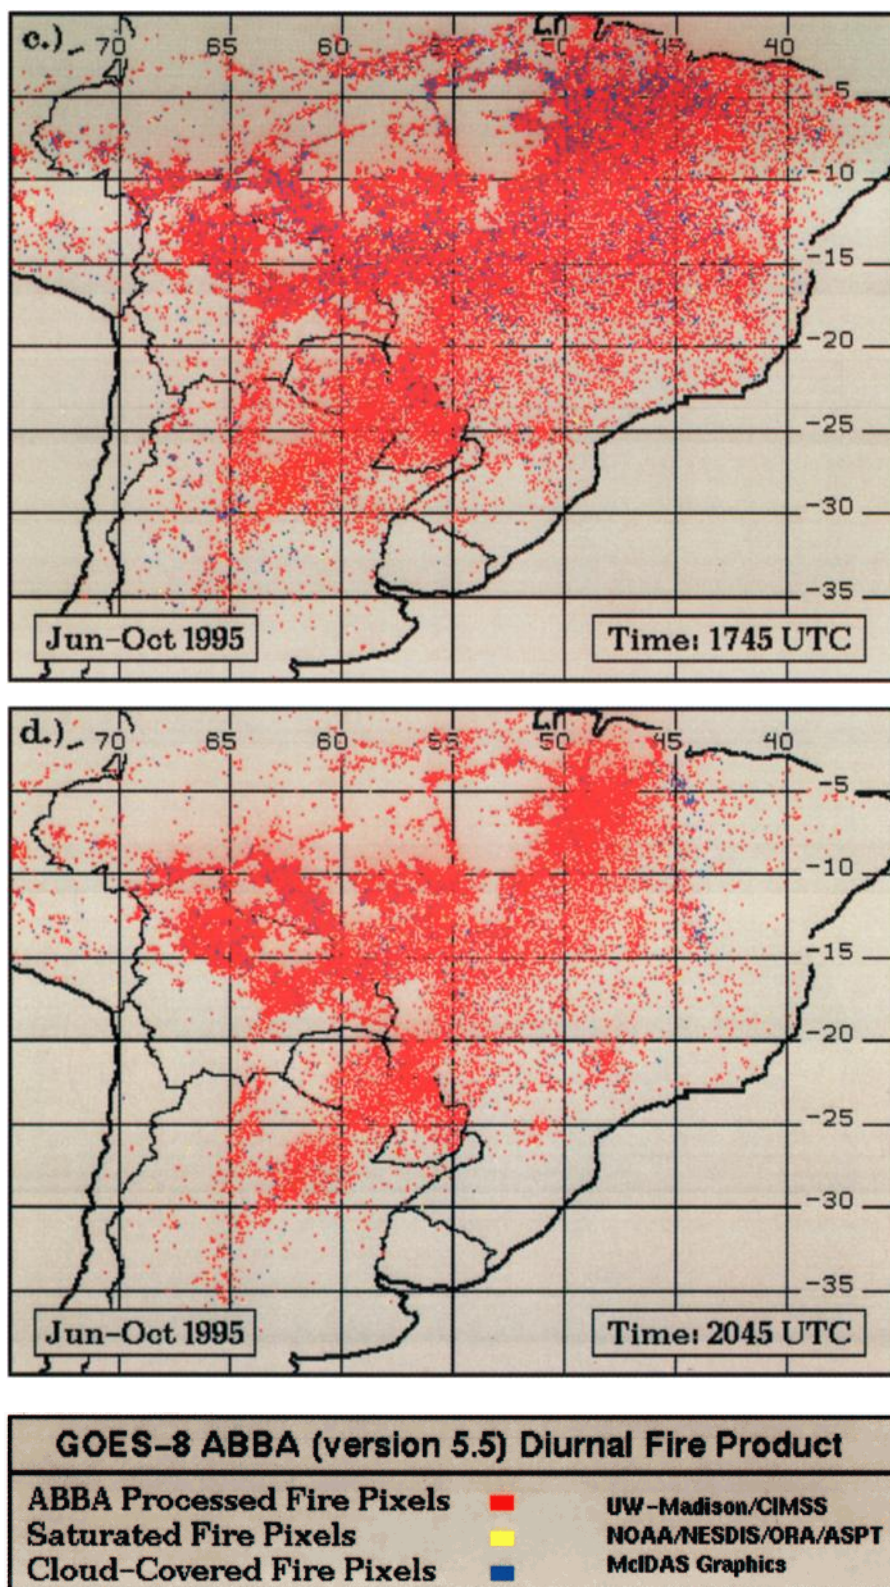 c.)
70 65 60 55 50 45 40
-5
-10
-15
-20
-25
-30
-35
Jun-Oct 1995
Time: 1745 UTC
d.)
70 65 60 55 50 45 40
-5
-10
-15
-20
-25
-30
-35
Jun-Oct 1995
Time: 2045 UTC
GOES-8 ABBA (version 5.5) Diurnal Fire Product
ABBA Processed Fire Pixels
UW-Madison/CIMSS
Saturated Fire Pixels
NOAA/NESDIS/ORA/ASPT
Cloud-Covered Fire Pixels
McIDAS Graphics